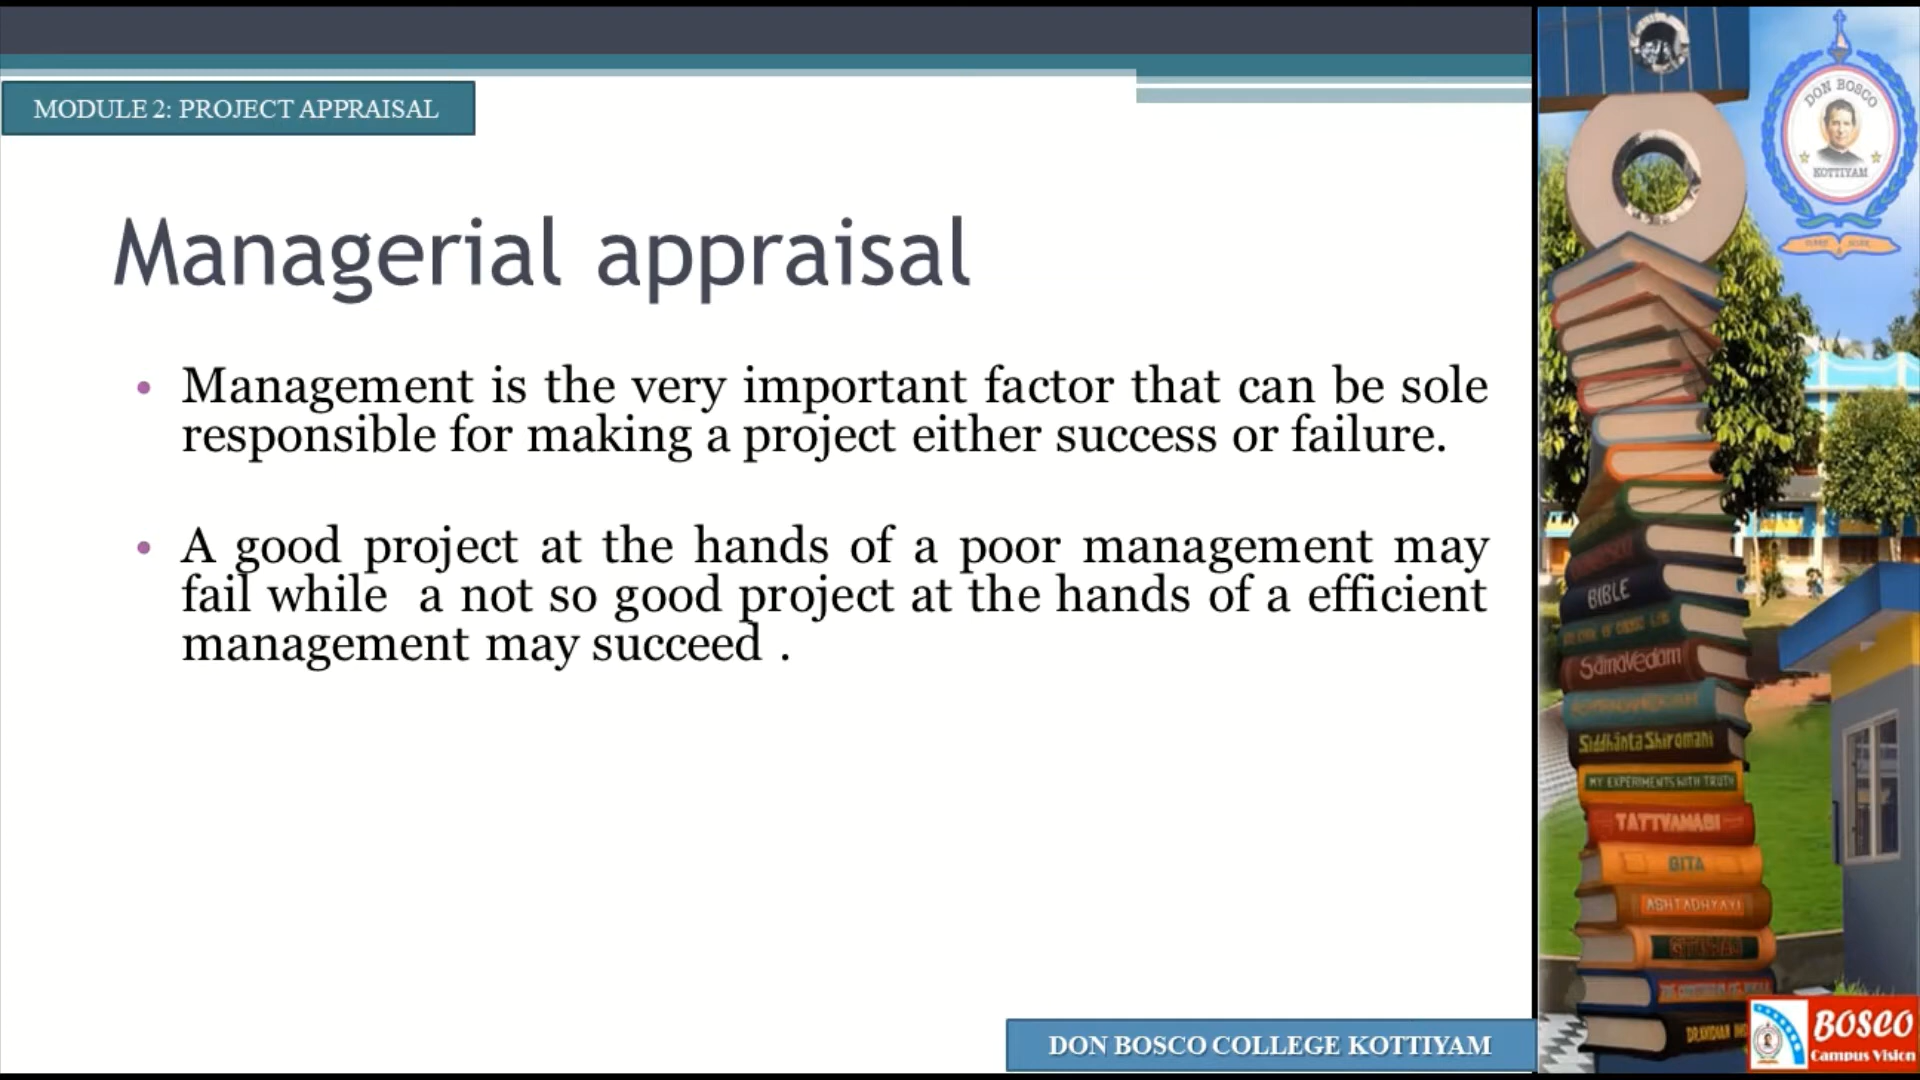 MODULE 2: PROJECT APPRAISAL
Managerial appraisal
• Management is the very important factor that can be sole
responsible for making a project either success or failure.
• A good project at the hands of a poor management may
fail while a not so good project at the hands of a efficient
management may succeed .
DON BOSCO COLLEGE KOTTIYAM
DON BOSCO
KOTTIYAM
BIBLE
Samavedam
Siddhanta Shiromani
MY EXPERIMENTS WITH TRUTH
TATTVAMASI
GITA
ASHTADHYAYI
BOSCO
Campus Vision